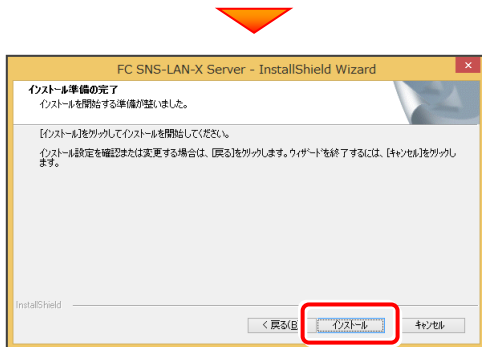 FC SNS-LAN-X Server - InstallShield Wizard
インストール準備の完了
インストールを開始する準備が整いました。
[インストール]をクリックしてインストールを開始してください。
インストール設定を確認または変更する場合は、[戻る]をクリックします。ウィザードを終了するには、[キャンセル]をクリックし
ます。
InstallShield
< 戻る(B インストール キャンセル